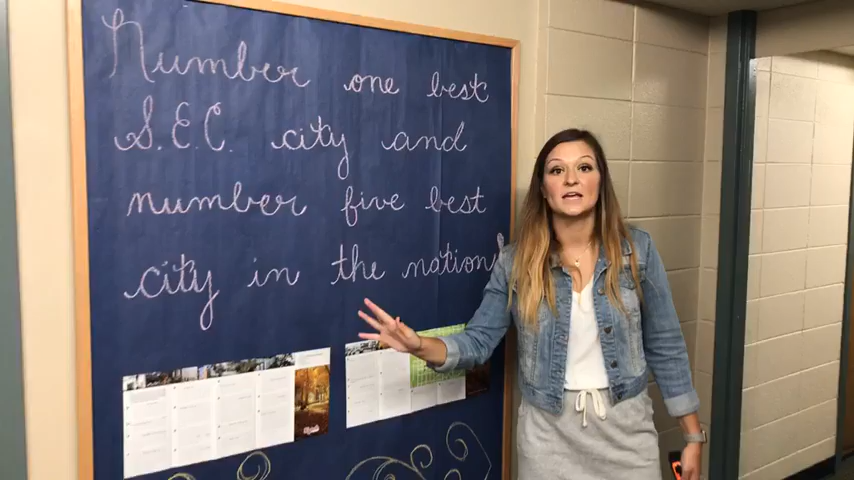 Number one best
S.E.C. city and
number five best
city in the nation!